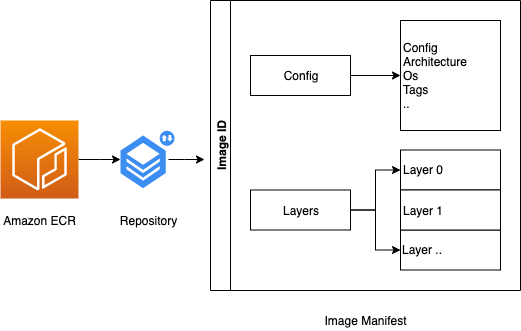 Amazon ECR
Repository
Image ID
Config
Config
Architecture
Os
Tags
..
Layers
Layer 0
Layer 1
Layer ..
Image Manifest